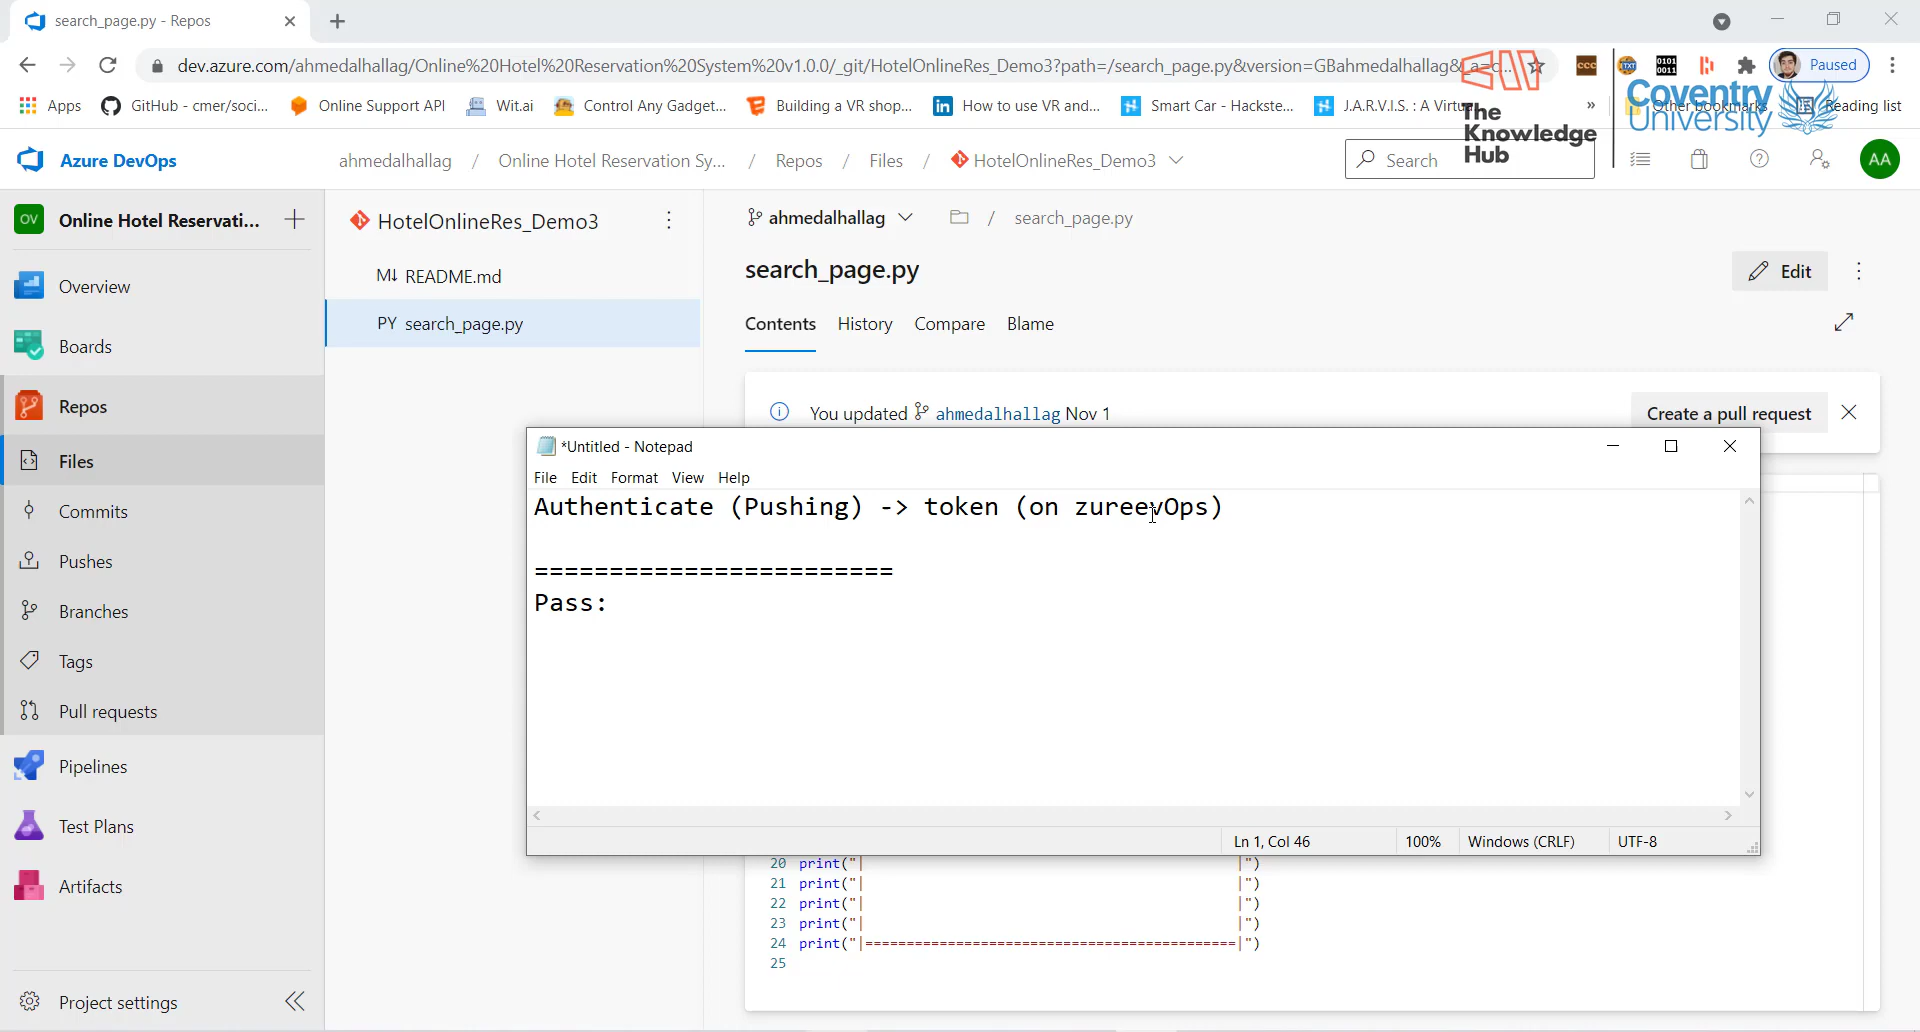 search_page.py - Repos
dev.azure.com/ahmedalhallag/Online%20Hotel%20Reservation%20System%20v1.0.0/_git/HotelOnlineRes_Demo3?path=/search_page.py&version=GBahmedalhallag&_a=c...
Paused
Apps
GitHub - cmer/soci...
Online Support API
Wit.ai
Control Any Gadget...
Building a VR shop...
How to use VR and...
Smart Car - Hackste...
J.A.R.V.I.S. : A Virtua
»
Other bookmarks
Reading list
The
Knowledge
Hub
Coventry
University
Azure DevOps
ahmedalhallag / Online Hotel Reservation Sy... / Repos / Files / HotelOnlineRes_Demo3
Search
AA
OV Online Hotel Reservati...
Overview
Boards
Repos
Files
Commits
Pushes
Branches
Tags
Pull requests
Pipelines
Test Plans
Artifacts
Project settings
HotelOnlineRes_Demo3
M↓ README.md
PY search_page.py
ahmedalhallag / search_page.py
search_page.py
Edit
Contents History Compare Blame
You updated ahmedalhallag Nov 1
Create a pull request
*Untitled - Notepad
File Edit Format View Help
Authenticate (Pushing) -> token (on zureevOps)
========================
Pass:
Ln 1, Col 46 100% Windows (CRLF) UTF-8
20 print("| |")
21 print("| |")
22 print("| |")
23 print("| |")
24 print("|=============================================|")
25